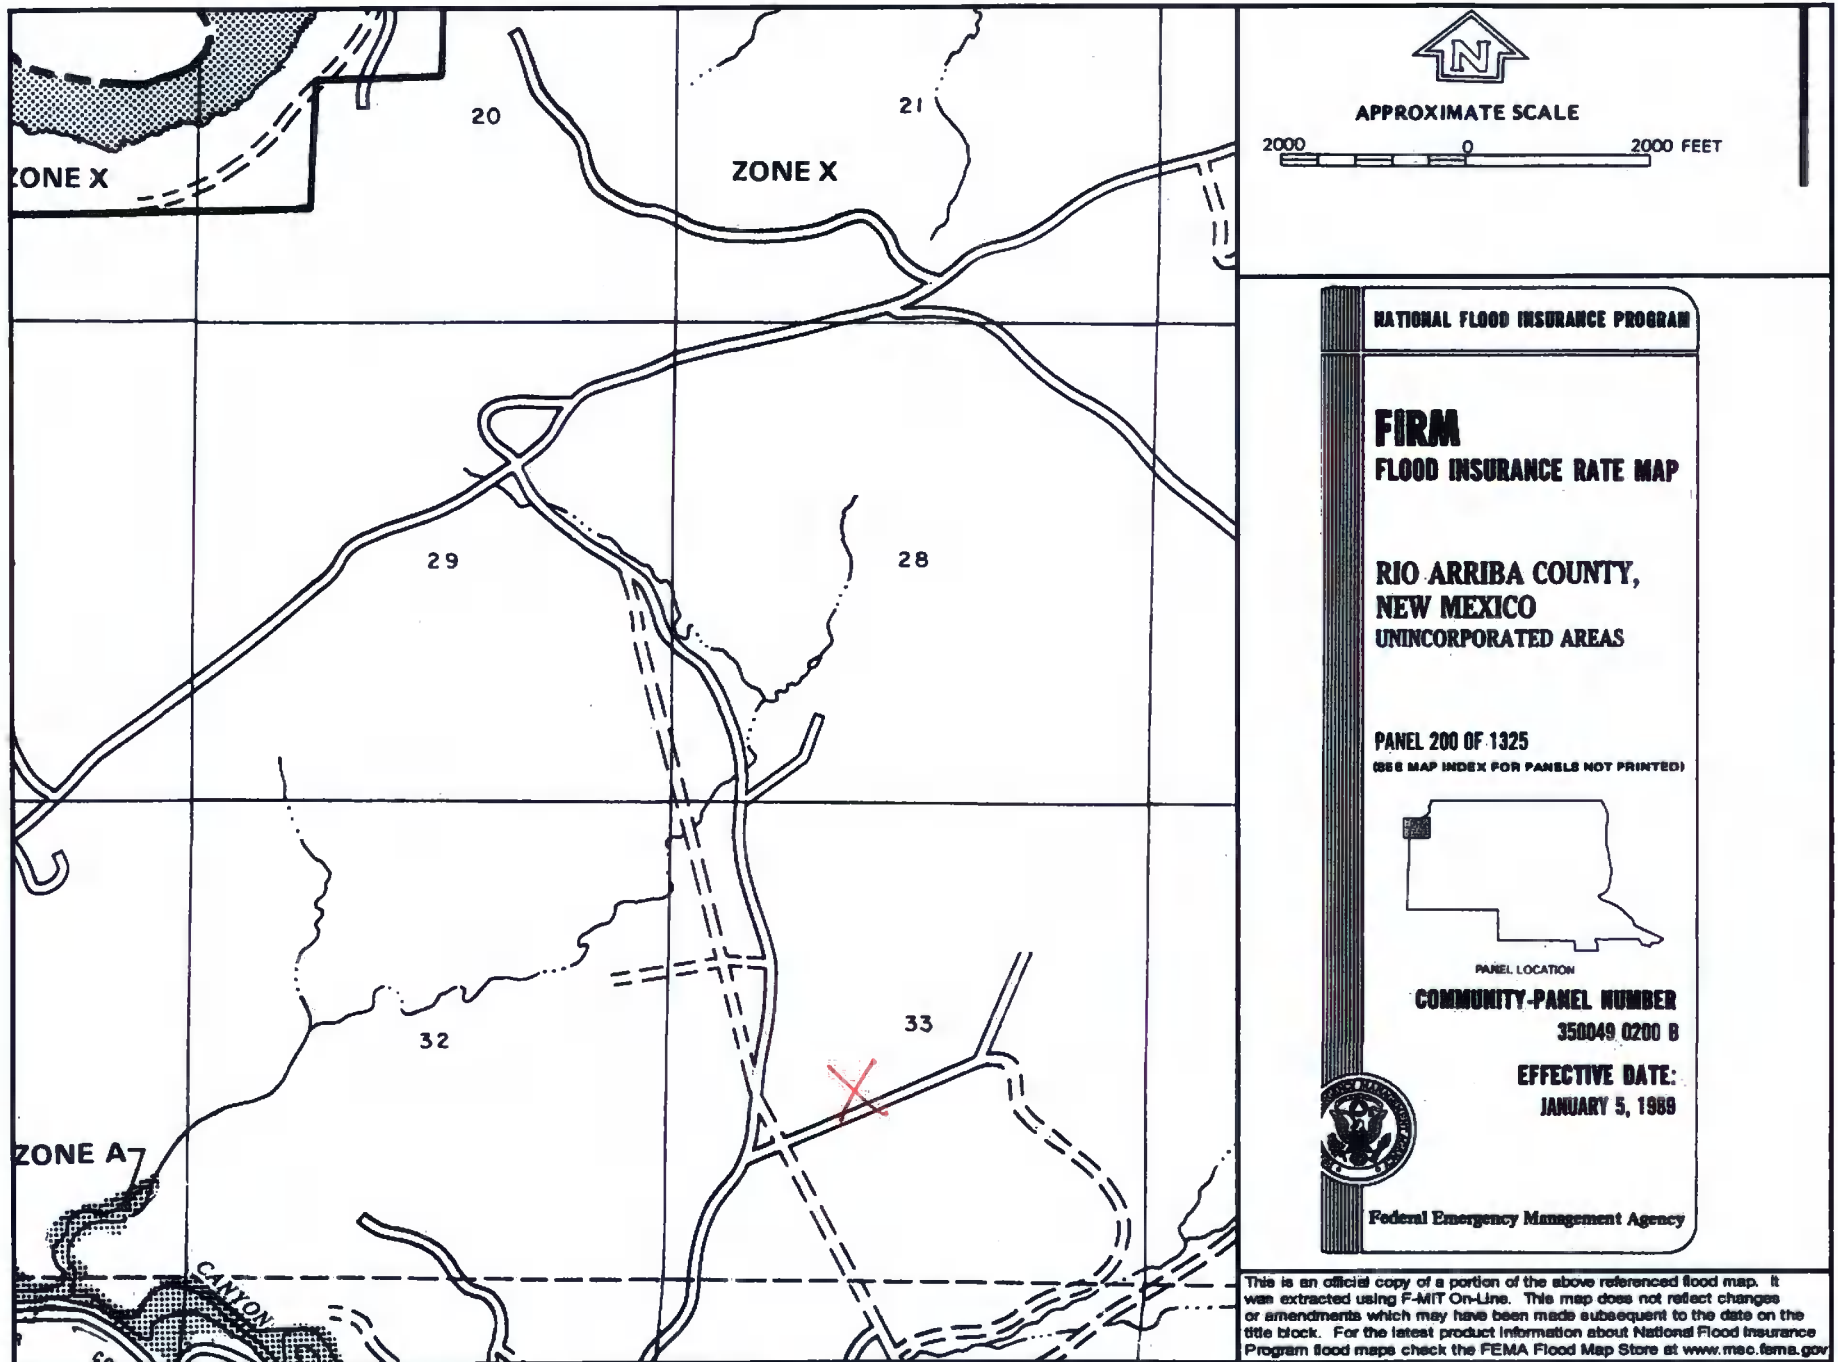 20
21
ZONE X
ZONE X
29
28
32
33
ZONE A
CANYON
N
APPROXIMATE SCALE
2000 0 2000 FEET
NATIONAL FLOOD INSURANCE PROGRAM
FIRM
FLOOD INSURANCE RATE MAP
RIO ARRIBA COUNTY,
NEW MEXICO
UNINCORPORATED AREAS
PANEL 200 OF 1325
(SEE MAP INDEX FOR PANELS NOT PRINTED)
PANEL LOCATION
COMMUNITY-PANEL NUMBER
350049 0200 B
EFFECTIVE DATE:
JANUARY 5, 1989
Federal Emergency Management Agency
This is an official copy of a portion of the above referenced flood map. It
was extracted using F-MIT On-Line. This map does not reflect changes
or amendments which may have been made subsequent to the date on the
title block. For the latest product information about National Flood Insurance
Program flood maps check the FEMA Flood Map Store at www.msc.fema.gov